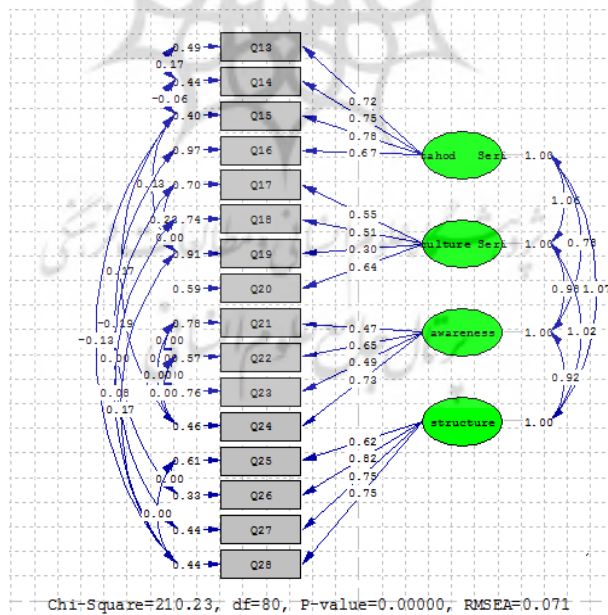 0.49 Q13
0.17
0.44 Q14
-0.06
0.40 Q15
0.97 Q16
0.13
0.70 Q17
0.74 Q18
0.00
0.91 Q19
0.59 Q20
0.17
0.78 Q21
-0.19
-0.13
0.57 Q22
0.76 Q23
0.08
0.17
0.46 Q24
0.61 Q25
0.00
0.33 Q26
0.00
0.44 Q27
0.44 Q28
0.72
0.75
0.78
0.67
ahod Seri 1.00
0.55
0.51
0.30
0.64
ulture Seri 1.00
0.47
0.65
0.49
0.73
awareness 1.00
0.62
0.82
0.75
0.75
structure 1.00
1.06
1.07
1.02
0.92
Chi-Square=210.23, df=80, P-value=0.00000, RMSEA=0.071